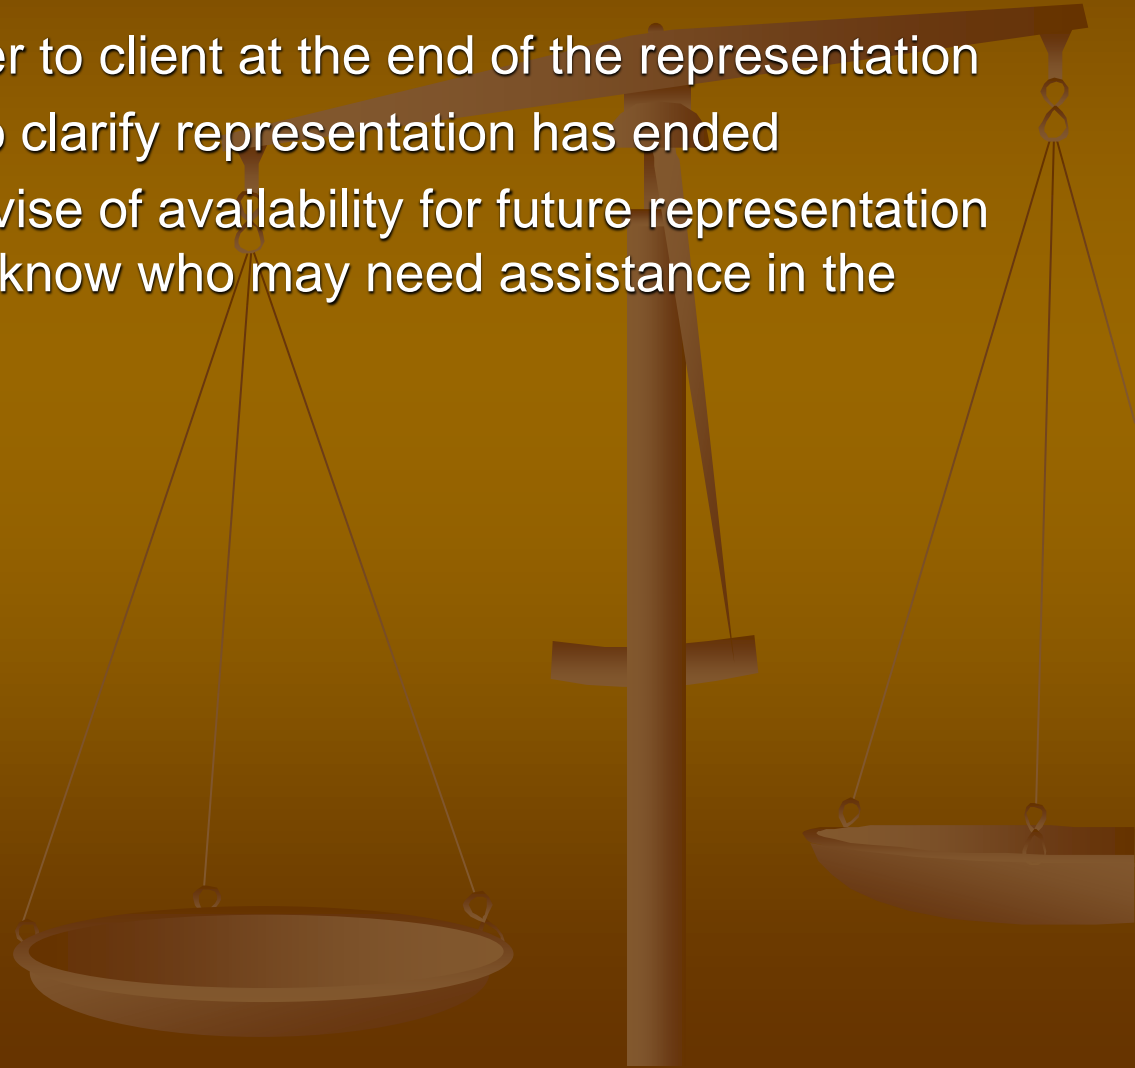 er to client at the end of the representation
o clarify representation has ended
vise of availability for future representation
know who may need assistance in the